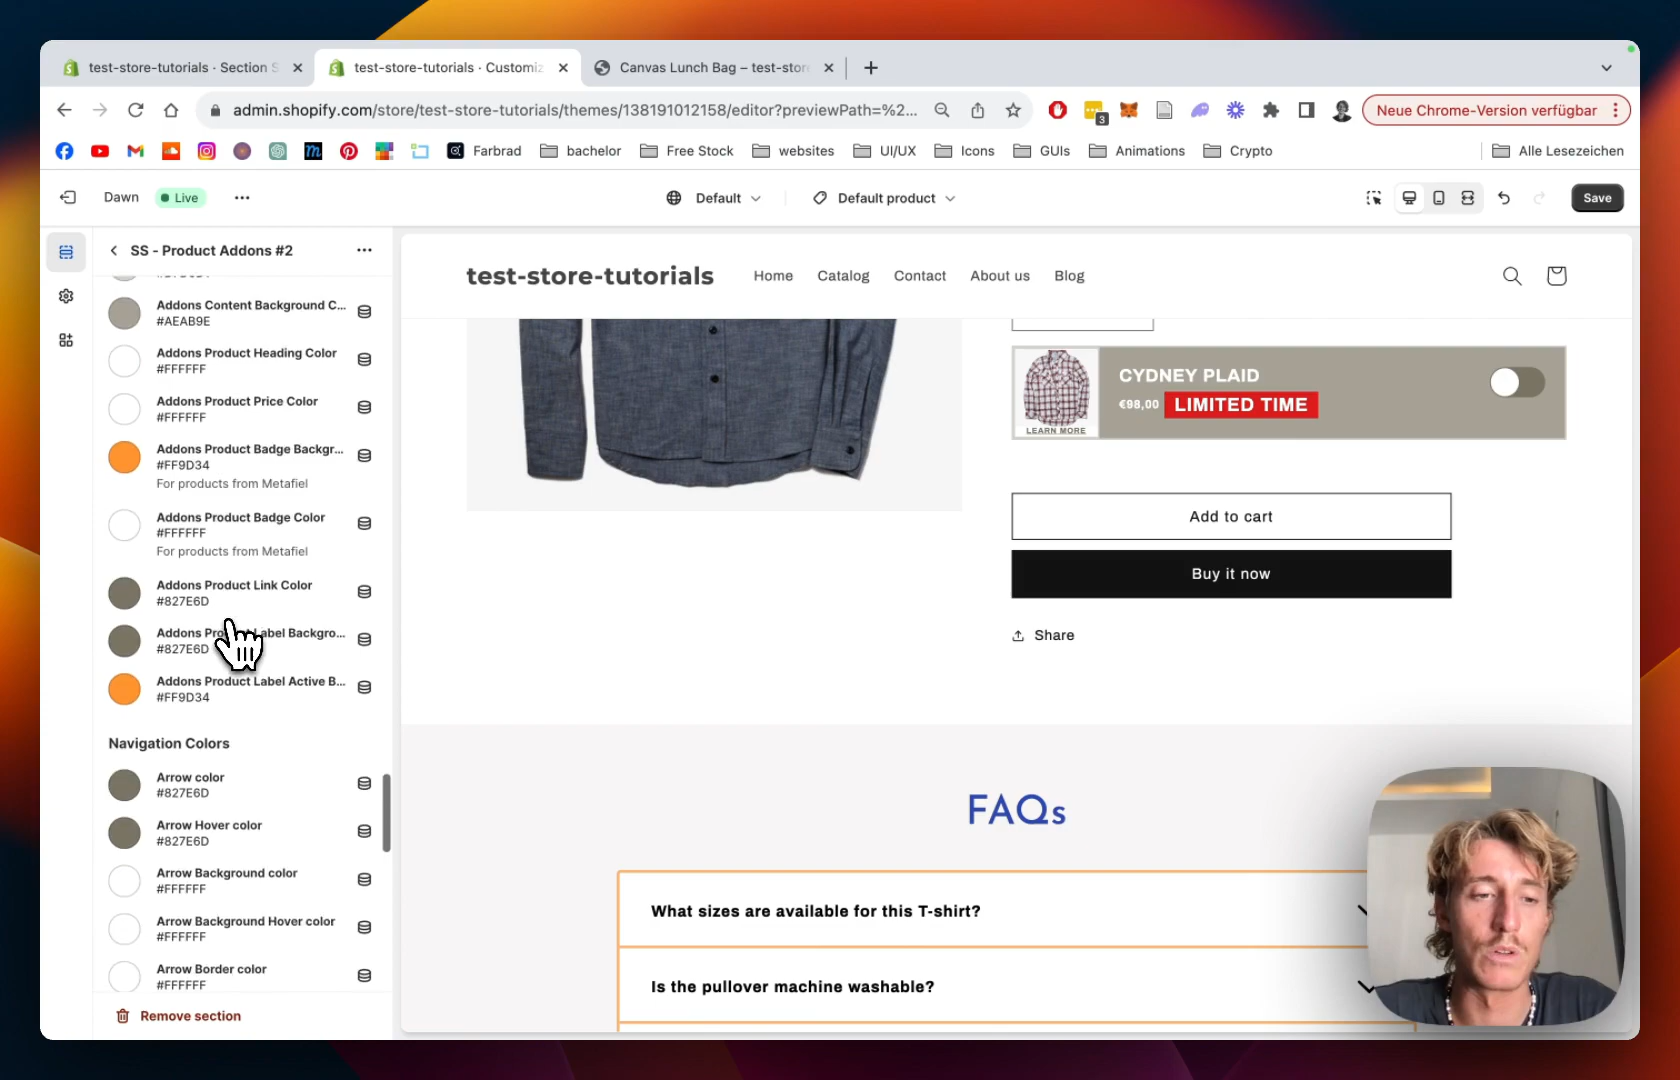 test-store-tutorials · Section S
test-store-tutorials · Customiz
Canvas Lunch Bag – test-store
admin.shopify.com/store/test-store-tutorials/themes/138191012158/editor?previewPath=%2...
3
Neue Chrome-Version verfügbar
Farbrad
bachelor
Free Stock
websites
UI/UX
Icons
GUIs
Animations
Crypto
Alle Lesezeichen
Dawn
Live
Default
Default product
Save
SS - Product Addons #2
Addons Content Background C...
#AEAB9E
Addons Product Heading Color
#FFFFFF
Addons Product Price Color
#FFFFFF
Addons Product Badge Backgr...
#FF9D34
For products from Metafiel
Addons Product Badge Color
#FFFFFF
For products from Metafiel
Addons Product Link Color
#827E6D
Addons Product Label Backgro...
#827E6D
Addons Product Label Active B...
#FF9D34
Navigation Colors
Arrow color
#827E6D
Arrow Hover color
#827E6D
Arrow Background color
#FFFFFF
Arrow Background Hover color
#FFFFFF
Arrow Border color
#FFFFFF
Remove section
test-store-tutorials
Home
Catalog
Contact
About us
Blog
CYDNEY PLAID
€98,00 LIMITED TIME
LEARN MORE
Add to cart
Buy it now
Share
FAQs
What sizes are available for this T-shirt?
Is the pullover machine washable?